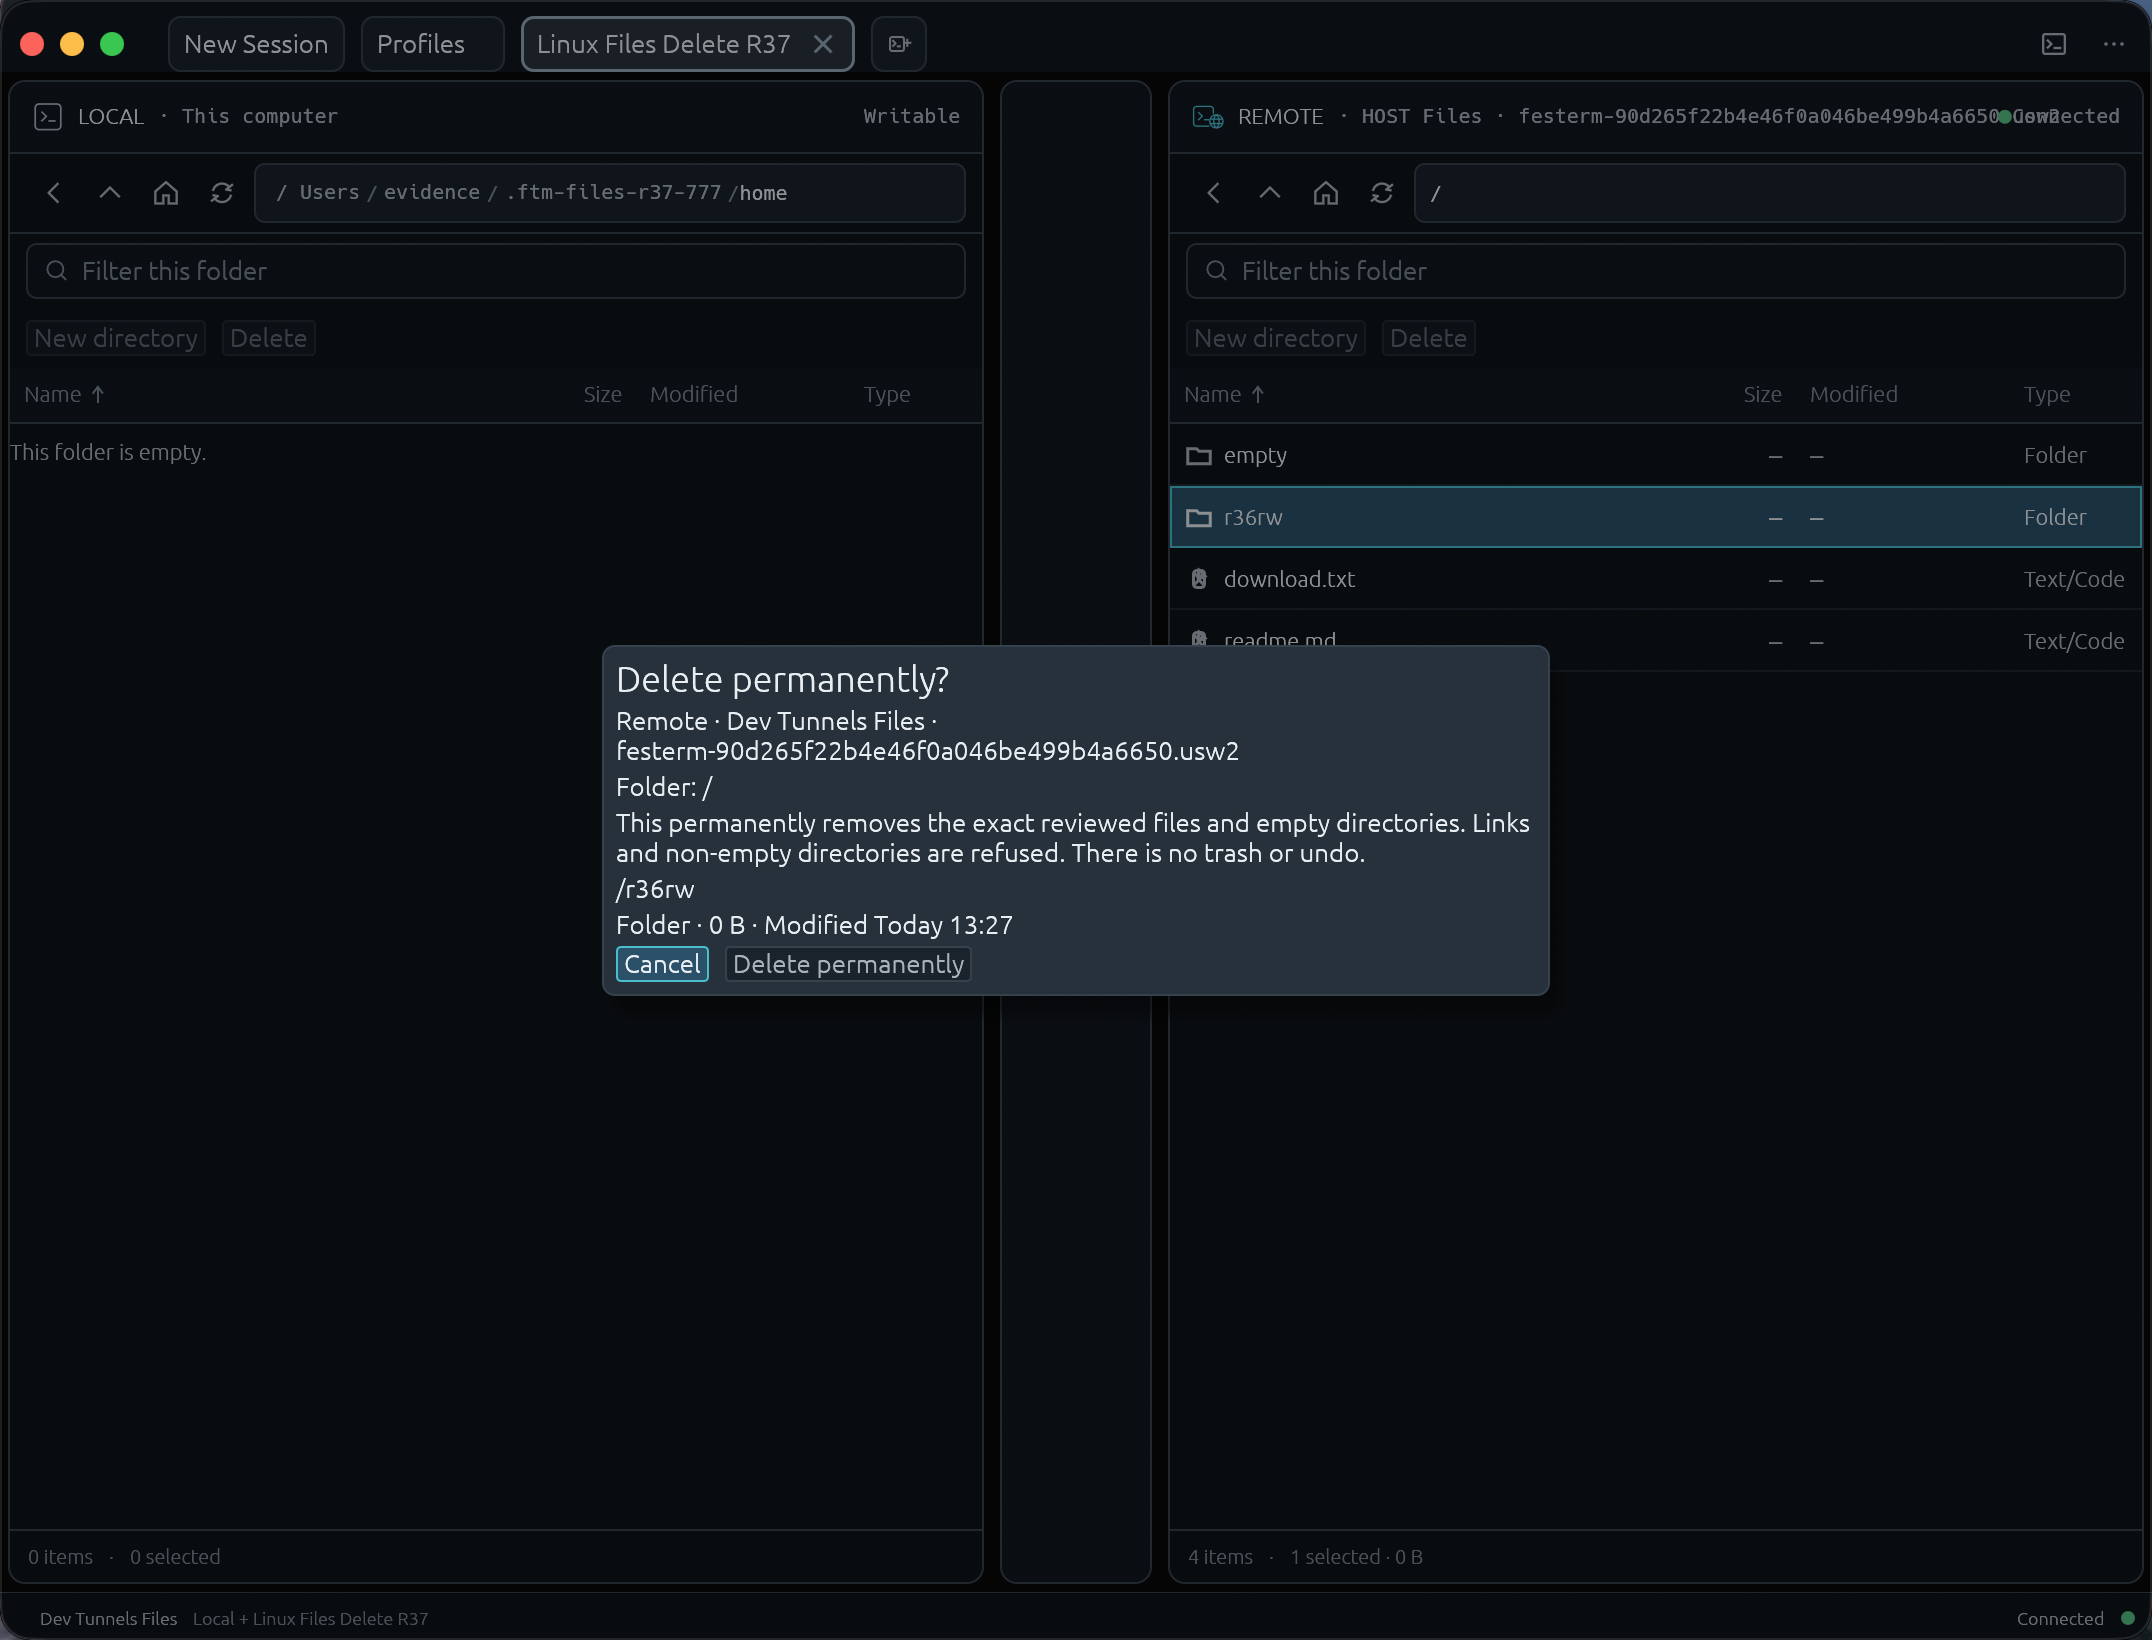 New Session
Profiles
Linux Files Delete R37
LOCAL · This computer
Writable
/ Users / evidence / .ftm-files-r37-777 /home
Filter this folder
New directory
Delete
Name ↑
Size
Modified
Type
This folder is empty.
0 items · 0 selected
REMOTE · HOST Files · festerm-90d265f22b4e46f0a046be499b4a6650.usw2
Connected
/
Filter this folder
New directory
Delete
Name ↑
Size
Modified
Type
empty — — Folder
r36rw — — Folder
download.txt — — Text/Code
readme.md — — Text/Code
4 items · 1 selected · 0 B
Delete permanently?
Remote · Dev Tunnels Files ·
festerm-90d265f22b4e46f0a046be499b4a6650.usw2
Folder: /
This permanently removes the exact reviewed files and empty directories. Links
and non-empty directories are refused. There is no trash or undo.
/r36rw
Folder · 0 B · Modified Today 13:27
Cancel
Delete permanently
Dev Tunnels Files
Local + Linux Files Delete R37
Connected